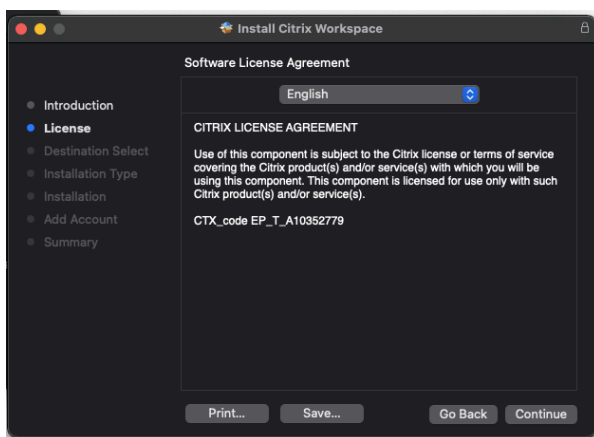 Install Citrix Workspace
Software License Agreement
English
Introduction
License
Destination Select
Installation Type
Installation
Add Account
Summary
CITRIX LICENSE AGREEMENT
Use of this component is subject to the Citrix license or terms of service
covering the Citrix product(s) and/or service(s) with which you will be
using this component. This component is licensed for use only with such
Citrix product(s) and/or service(s).
CTX_code EP_T_A10352779
Print...
Save...
Go Back
Continue